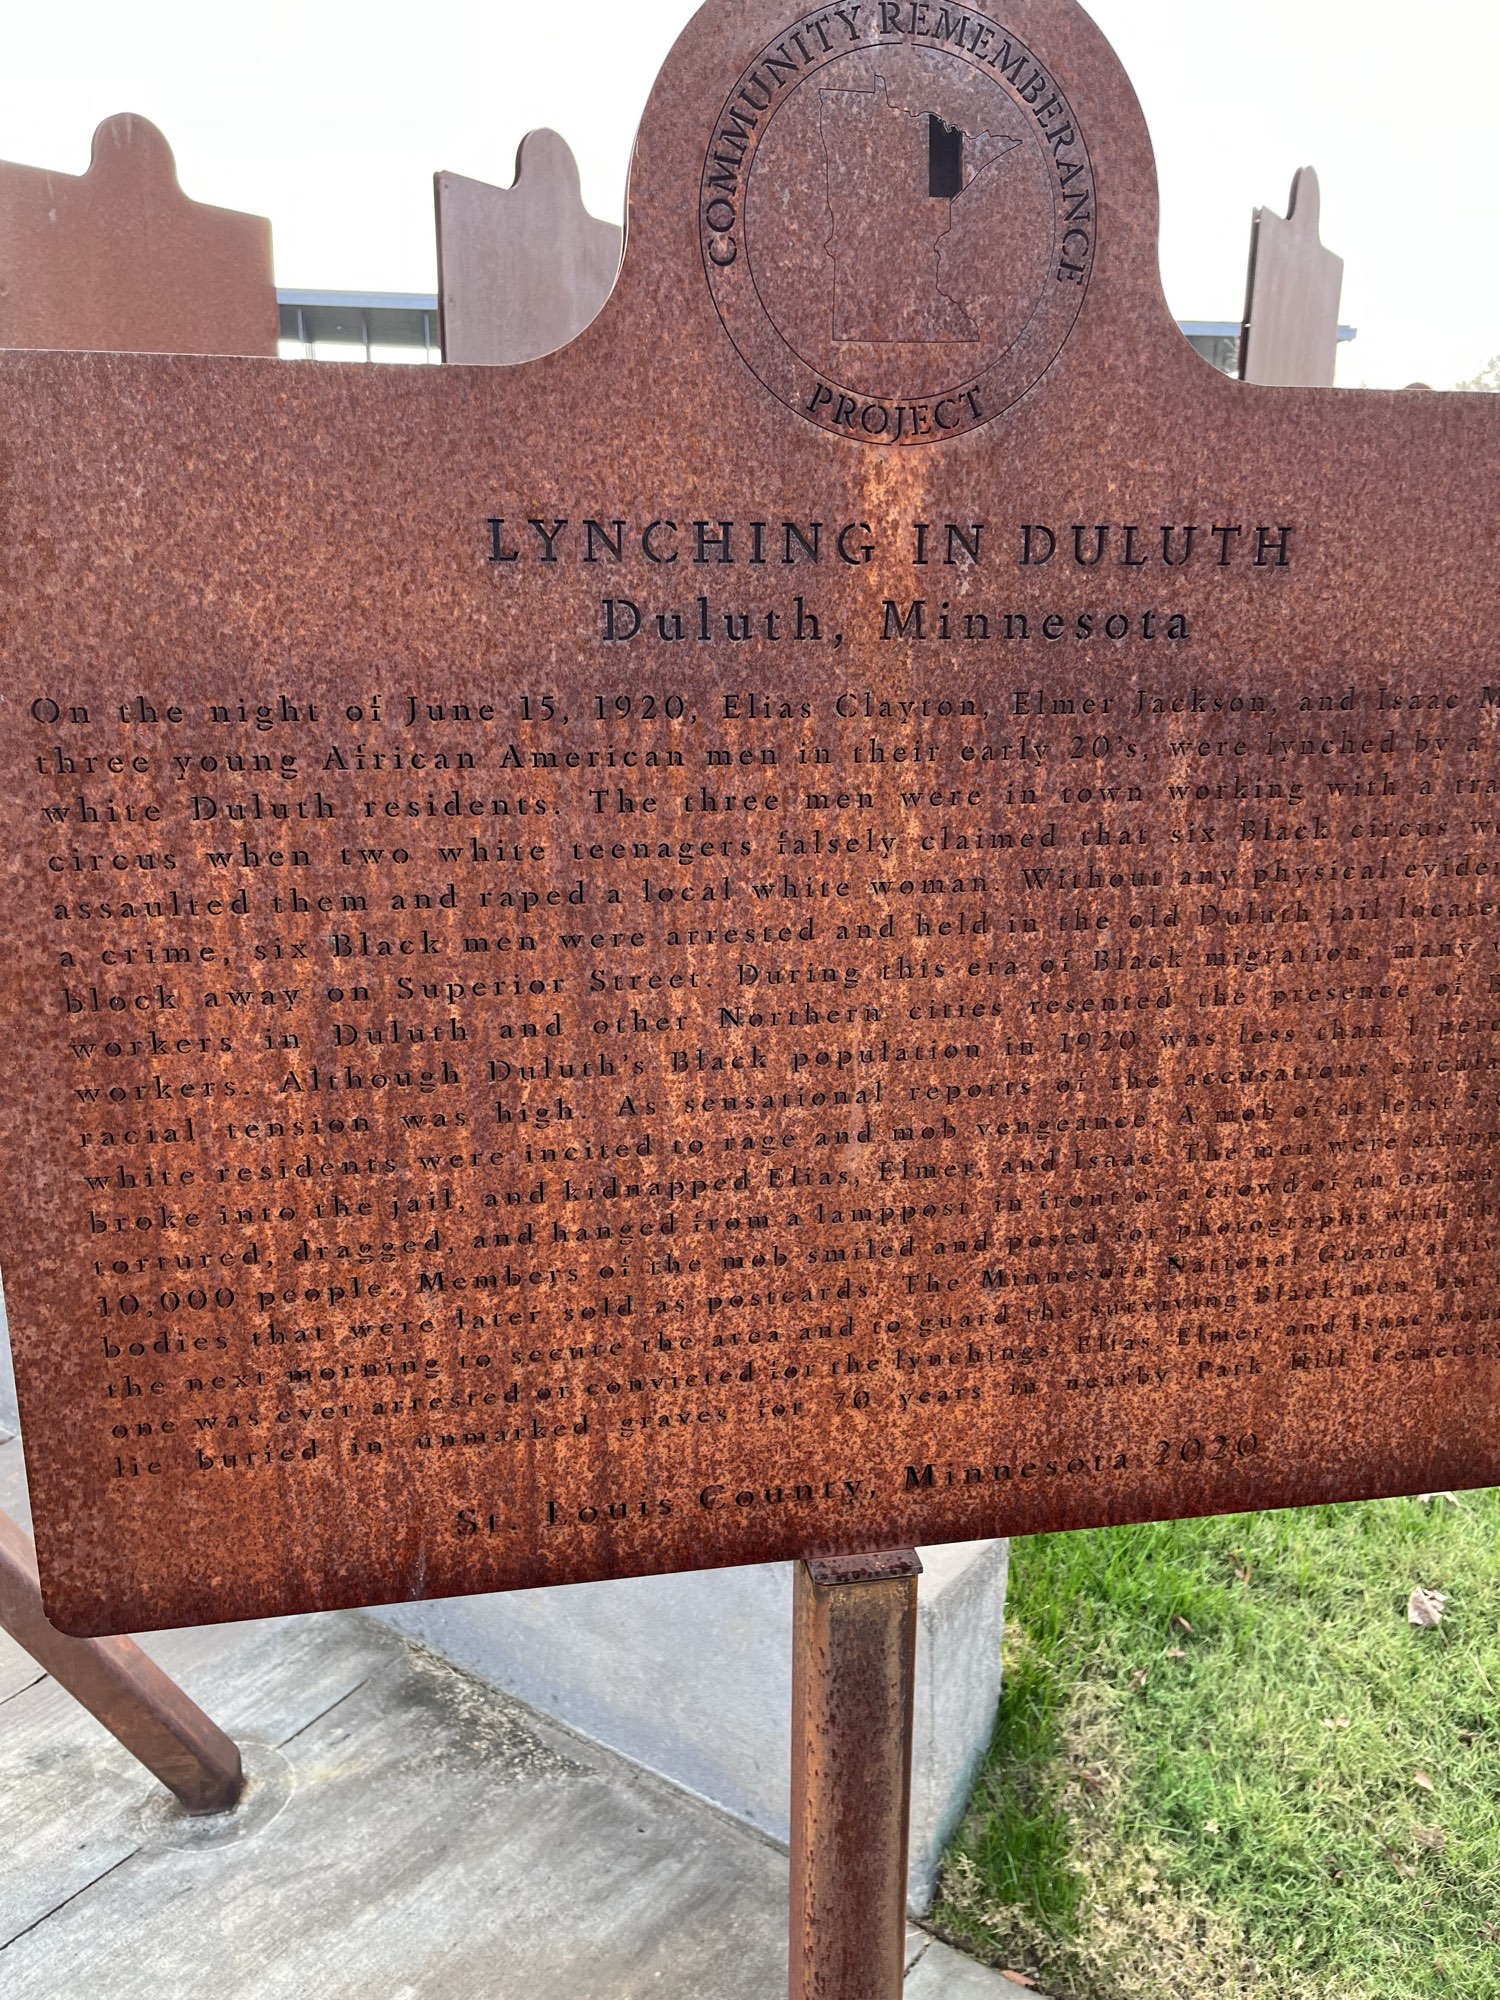 COMMUNITY REMEMBRANCE
PROJECT
LYNCHING IN DULUTH
Duluth, Minnesota
On the night of June 15, 1920, Elias Clayton, Elmer Jackson, and Isaac
three young African American men in their early 20's, were lynched by a
white Duluth residents. The three men were in town working with a
circus when two white teenagers falsely claimed that six Black circus
assaulted them and raped a local white woman. Without any physical
a crime, six Black men were arrested and held in the old Duluth jail
block away on Superior Street. During this era of Black migration, many
workers in Duluth and other Northern cities resented the presence of
workers. Although Duluth's Black population in 1920 was less than 1
racial tension was high. As sensational reports of the accusations
white residents were incited to rage and mob vengeance. A mob of at least
broke into the jail, and kidnapped Elias, Elmer, and Isaac. The men were
tortured, dragged, and hanged from a lamppost in front of a crowd of an
10,000 people. Members of the mob smiled and posed for photographs with
bodies that were later sold as postcards. The Minnesota National Guard
the next morning to secure the area and to guard the surviving Black men, but
one was ever arrested or convicted for the lynchings. Elias, Elmer, and Isaac
lie buried in unmarked graves for 70 years in nearby Park Hill Cemetery
St. Louis County, Minnesota 2020